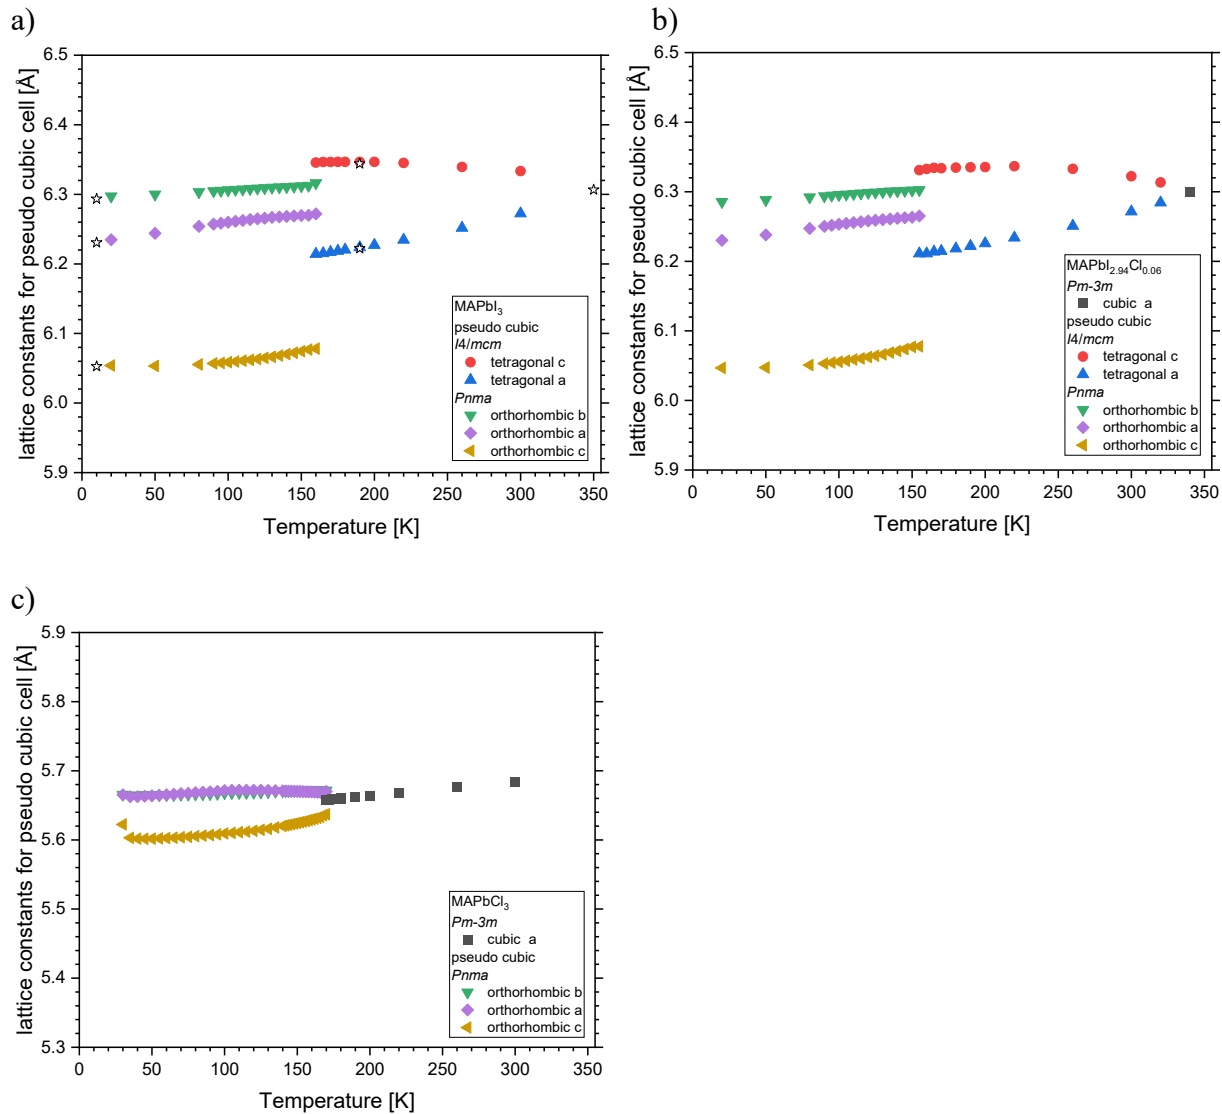 a)
lattice constants for pseudo cubic cell [Å]
6.5
6.4
6.3
6.2
6.1
6.0
5.9
0 50 100 150 200 250 300 350
Temperature [K]
MAPbI3
pseudo cubic
I4/mcm
tetragonal c
tetragonal a
Pnma
orthorhombic b
orthorhombic a
orthorhombic c
b)
lattice constants for pseudo cubic cell [Å]
6.5
6.4
6.3
6.2
6.1
6.0
5.9
0 50 100 150 200 250 300 350
Temperature [K]
MAPbI2.94Cl0.06
Pm-3m
cubic a
pseudo cubic
I4/mcm
tetragonal c
tetragonal a
Pnma
orthorhombic b
orthorhombic a
orthorhombic c
c)
lattice constants for pseudo cubic cell [Å]
5.9
5.8
5.7
5.6
5.5
5.4
5.3
0 50 100 150 200 250 300 350
Temperature [K]
MAPbCl3
Pm-3m
cubic a
pseudo cubic
Pnma
orthorhombic b
orthorhombic a
orthorhombic c